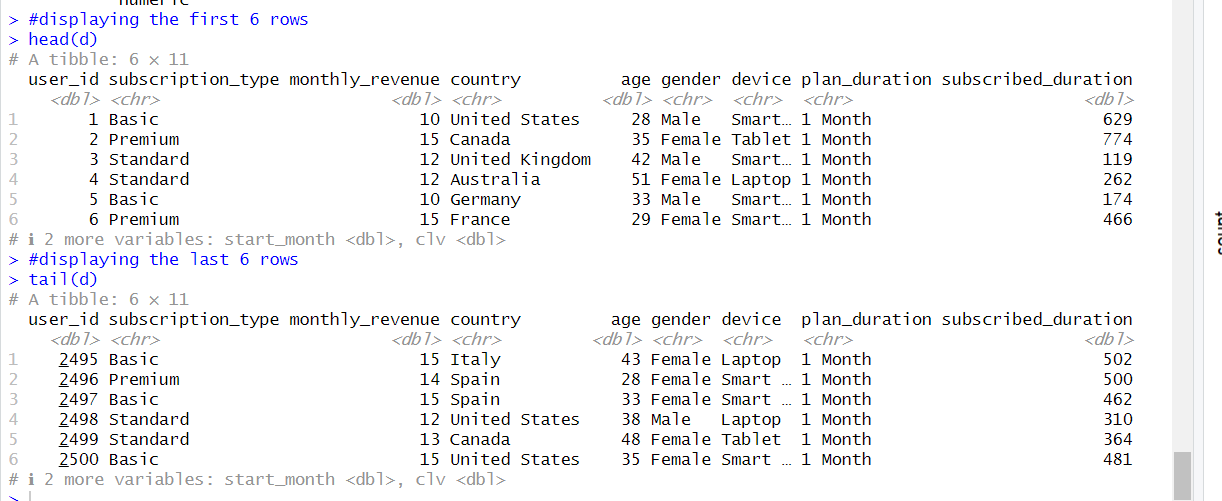 numeric
> #displaying the first 6 rows
> head(d)
# A tibble: 6 × 11
user_id subscription_type monthly_revenue country age gender device plan_duration subscribed_duration
<dbl> <chr> <dbl> <chr> <dbl> <chr> <chr> <chr> <dbl>
1 1 Basic 10 United States 28 Male Smart… 1 Month 629
2 2 Premium 15 Canada 35 Female Tablet 1 Month 774
3 3 Standard 12 United Kingdom 42 Male Smart… 1 Month 119
4 4 Standard 12 Australia 51 Female Laptop 1 Month 262
5 5 Basic 10 Germany 33 Male Smart… 1 Month 174
6 6 Premium 15 France 29 Female Smart… 1 Month 466
# ℹ 2 more variables: start_month <dbl>, clv <dbl>
> #displaying the last 6 rows
> tail(d)
# A tibble: 6 × 11
user_id subscription_type monthly_revenue country age gender device plan_duration subscribed_duration
<dbl> <chr> <dbl> <chr> <dbl> <chr> <chr> <chr> <dbl>
1 2495 Basic 15 Italy 43 Female Laptop 1 Month 502
2 2496 Premium 14 Spain 28 Female Smart … 1 Month 500
3 2497 Basic 15 Spain 33 Female Smart … 1 Month 462
4 2498 Standard 12 United States 38 Male Laptop 1 Month 310
5 2499 Standard 13 Canada 48 Female Tablet 1 Month 364
6 2500 Basic 15 United States 35 Female Smart … 1 Month 481
# ℹ 2 more variables: start_month <dbl>, clv <dbl>
>
count